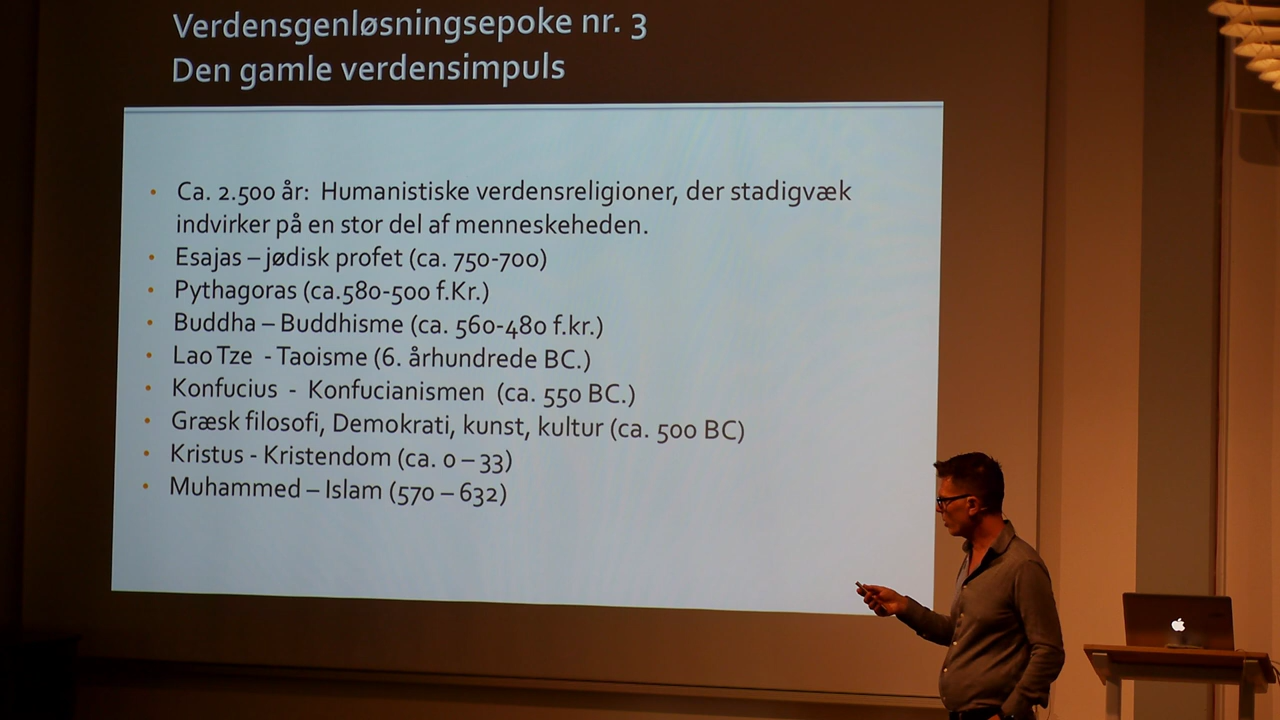 Verdensgenløsningsepoke nr. 3
Den gamle verdensimpuls
• Ca. 2.500 år: Humanistiske verdensreligioner, der stadigvæk
indvirker på en stor del af menneskeheden.
• Esajas – jødisk profet (ca. 750-700)
• Pythagoras (ca.580-500 f.Kr.)
• Buddha – Buddhisme (ca. 560-480 f.kr.)
• Lao Tze - Taoisme (6. århundrede BC.)
• Konfucius - Konfucianismen (ca. 550 BC.)
• Græsk filosofi, Demokrati, kunst, kultur (ca. 500 BC)
• Kristus - Kristendom (ca. 0 – 33)
• Muhammed – Islam (570 – 632)